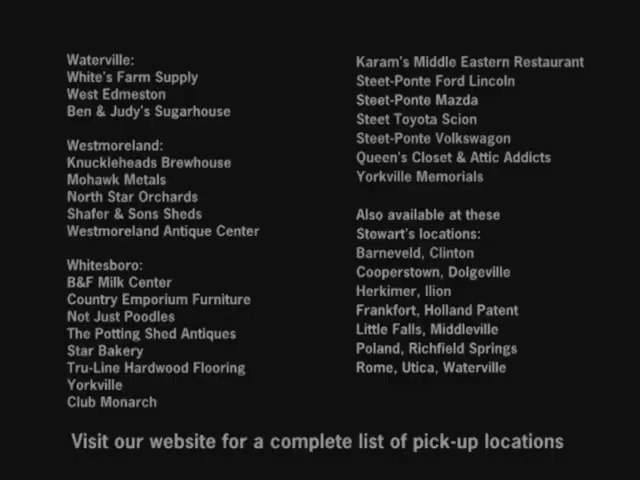 Waterville:
White's Farm Supply
West Edmeston
Ben & Judy's Sugarhouse
Westmoreland:
Knuckleheads Brewhouse
Mohawk Metals
North Star Orchards
Shafer & Sons Sheds
Westmoreland Antique Center
Whitesboro:
B&F Milk Center
Country Emporium Furniture
Not Just Poodles
The Potting Shed Antiques
Star Bakery
Tru-Line Hardwood Flooring
Yorkville
Club Monarch
Karam's Middle Eastern Restaurant
Steet-Ponte Ford Lincoln
Steet-Ponte Mazda
Steet Toyota Scion
Steet-Ponte Volkswagon
Queen's Closet & Attic Addicts
Yorkville Memorials
Also available at these
Stewart's locations:
Barneveld, Clinton
Cooperstown, Dolgeville
Herkimer, Ilion
Frankfort, Holland Patent
Little Falls, Middleville
Poland, Richfield Springs
Rome, Utica, Waterville
Visit our website for a complete list of pick-up locations